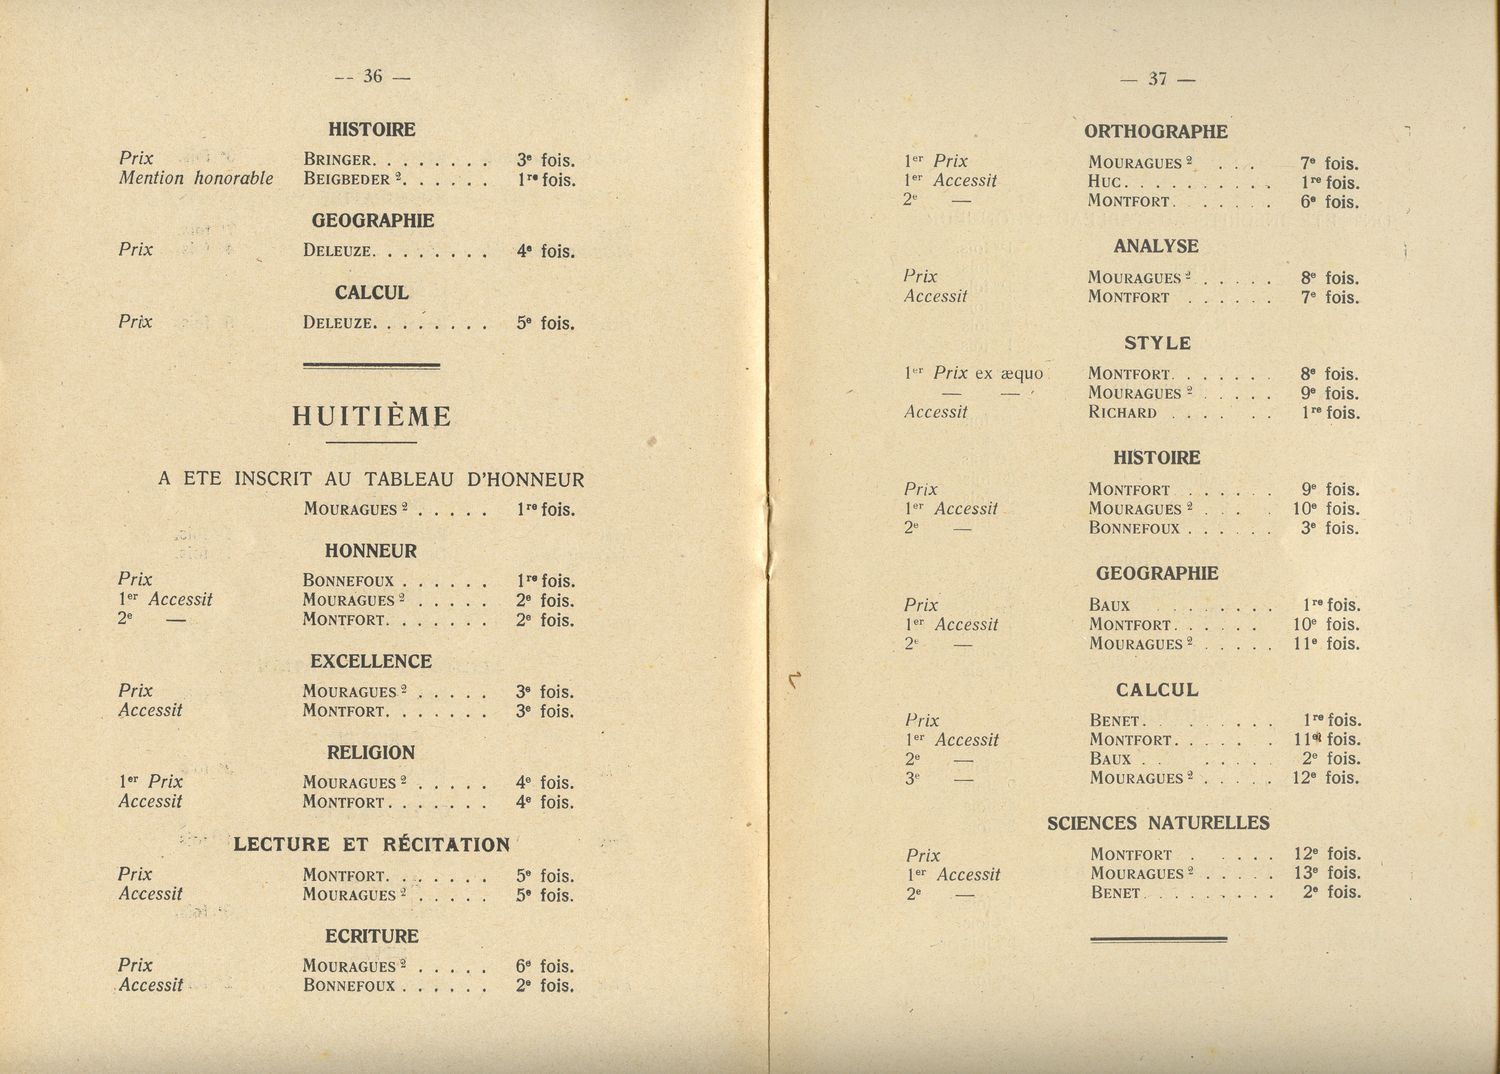 -- 36 —
HISTOIRE
Prix BRINGER. . . . . . . . 3e fois.
Mention honorable BEIGBEDER 2. . . . . . 1re fois.
GEOGRAPHIE
Prix DELEUZE. . . . . . . . 4e fois.
CALCUL
Prix DELEUZE. . . . . . . . 5e fois.
HUITIÈME
A ETE INSCRIT AU TABLEAU D'HONNEUR
MOURAGUES 2 . . . . . 1re fois.
HONNEUR
Prix BONNEFOUX . . . . . . 1re fois.
1er Accessit MOURAGUES 2 . . . . . 2e fois.
2e — MONTFORT. . . . . . . 2e fois.
EXCELLENCE
Prix MOURAGUES 2 . . . . . 3e fois.
Accessit MONTFORT. . . . . . . 3e fois.
RELIGION
1er Prix MOURAGUES 2 . . . . . 4e fois.
Accessit MONTFORT. . . . . . . 4e fois.
LECTURE ET RÉCITATION
Prix MONTFORT. . . . . . . 5e fois.
Accessit MOURAGUES 2 . . . . . 5e fois.
ECRITURE
Prix MOURAGUES 2 . . . . . 6e fois.
Accessit BONNEFOUX . . . . . . 2e fois.
— 37 —
ORTHOGRAPHE
1er Prix MOURAGUES 2 . . . 7e fois.
1er Accessit HUC. . . . . . . . . . 1re fois.
2e — MONTFORT. . . . . . 6e fois.
ANALYSE
Prix MOURAGUES 2 . . . . . 8e fois.
Accessit MONTFORT . . . . . . 7e fois.
STYLE
1er Prix ex æquo MONTFORT. . . . . . . 8e fois.
— — MOURAGUES 2 . . . . . 9e fois.
Accessit RICHARD . . . . . . 1re fois.
HISTOIRE
Prix MONTFORT . . . . . . 9e fois.
1er Accessit MOURAGUES 2 . . . . 10e fois.
2e — BONNEFOUX . . . . . . 3e fois.
GEOGRAPHIE
Prix BAUX . . . . . . . . 1re fois.
1er Accessit MONTFORT. . . . . . 10e fois.
2e — MOURAGUES 2 . . . . . 11e fois.
CALCUL
Prix BENET. . . . . . . . 1re fois.
1er Accessit MONTFORT. . . . . . 11e fois.
2e — BAUX . . . . . . . 2e fois.
3e — MOURAGUES 2 . . . . . 12e fois.
SCIENCES NATURELLES
Prix MONTFORT . . . . . 12e fois.
1er Accessit MOURAGUES 2 . . . . . 13e fois.
2e — BENET . . . . . . . . 2e fois.